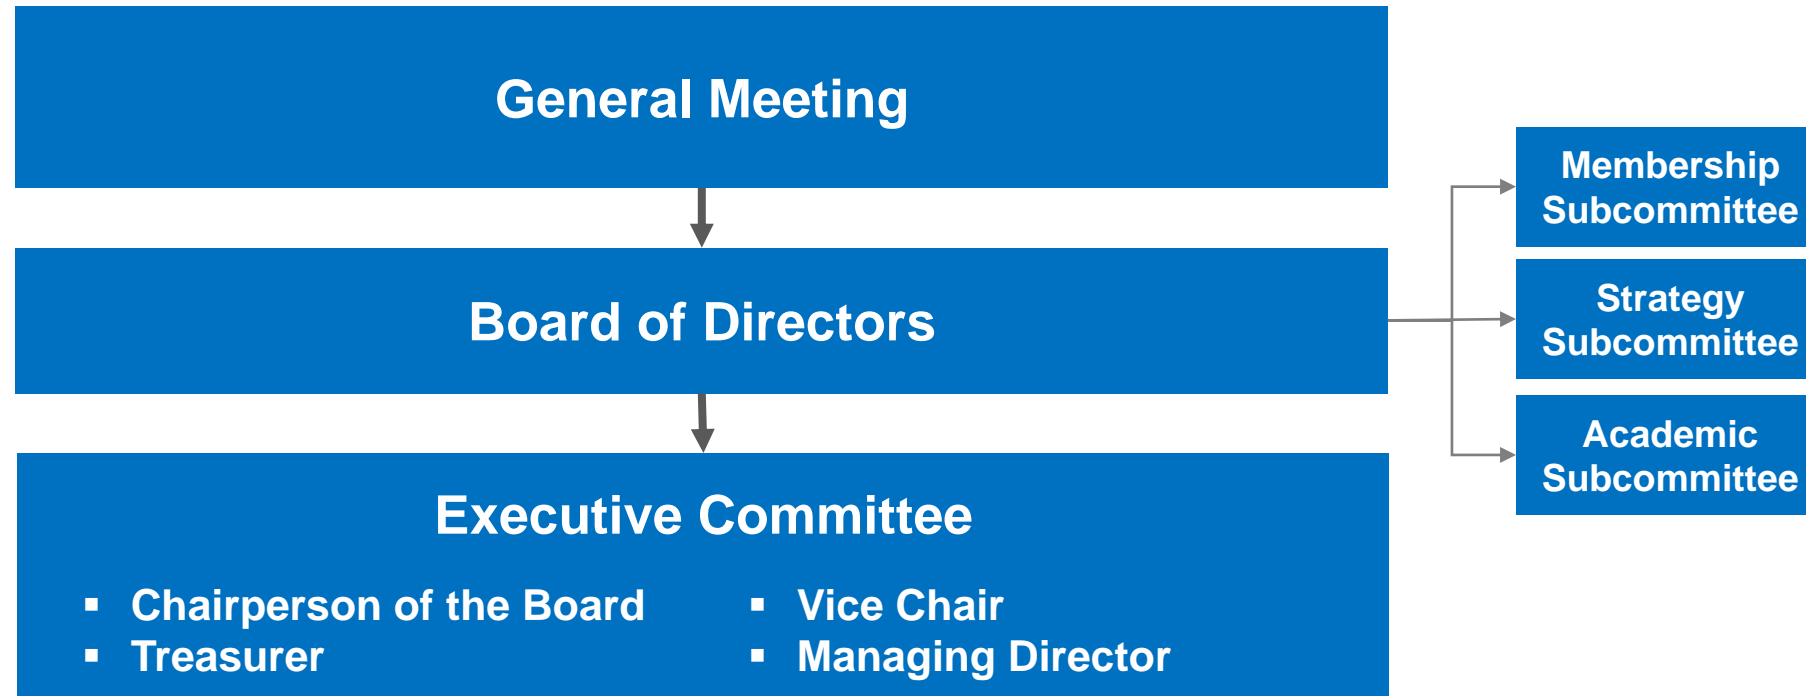 General Meeting
Membership
Subcommittee
Board of Directors
Strategy
Subcommittee
Academic
Subcommittee
Executive Committee
▪ Chairperson of the Board
▪ Treasurer
▪ Vice Chair
▪ Managing Director